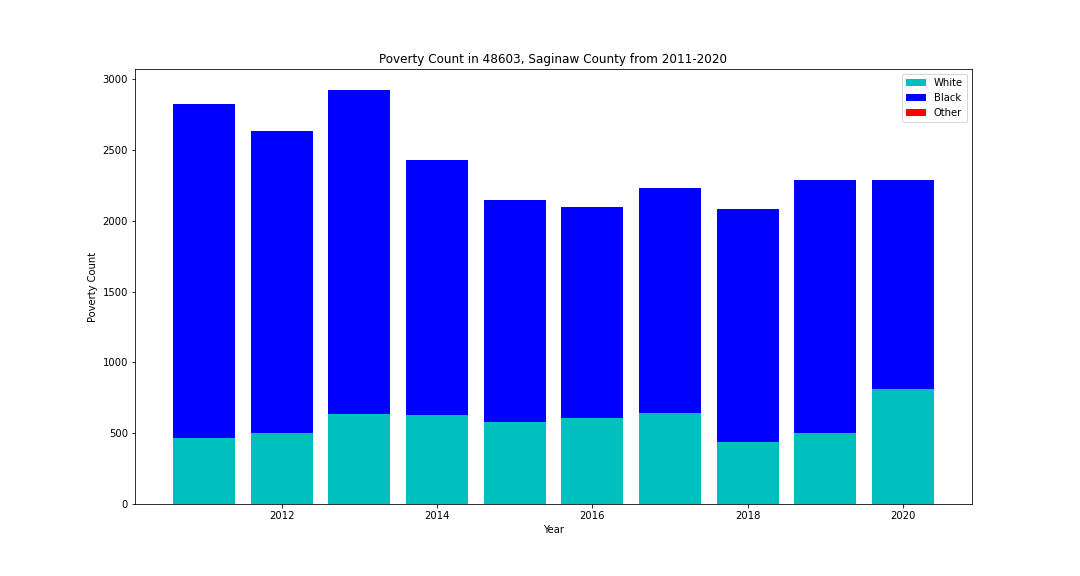 Poverty Count in 48603, Saginaw County from 2011-2020
White
Black
Other
3000
2500
2000
1500
1000
500
0
Poverty Count
2012
2014
2016
2018
2020
Year